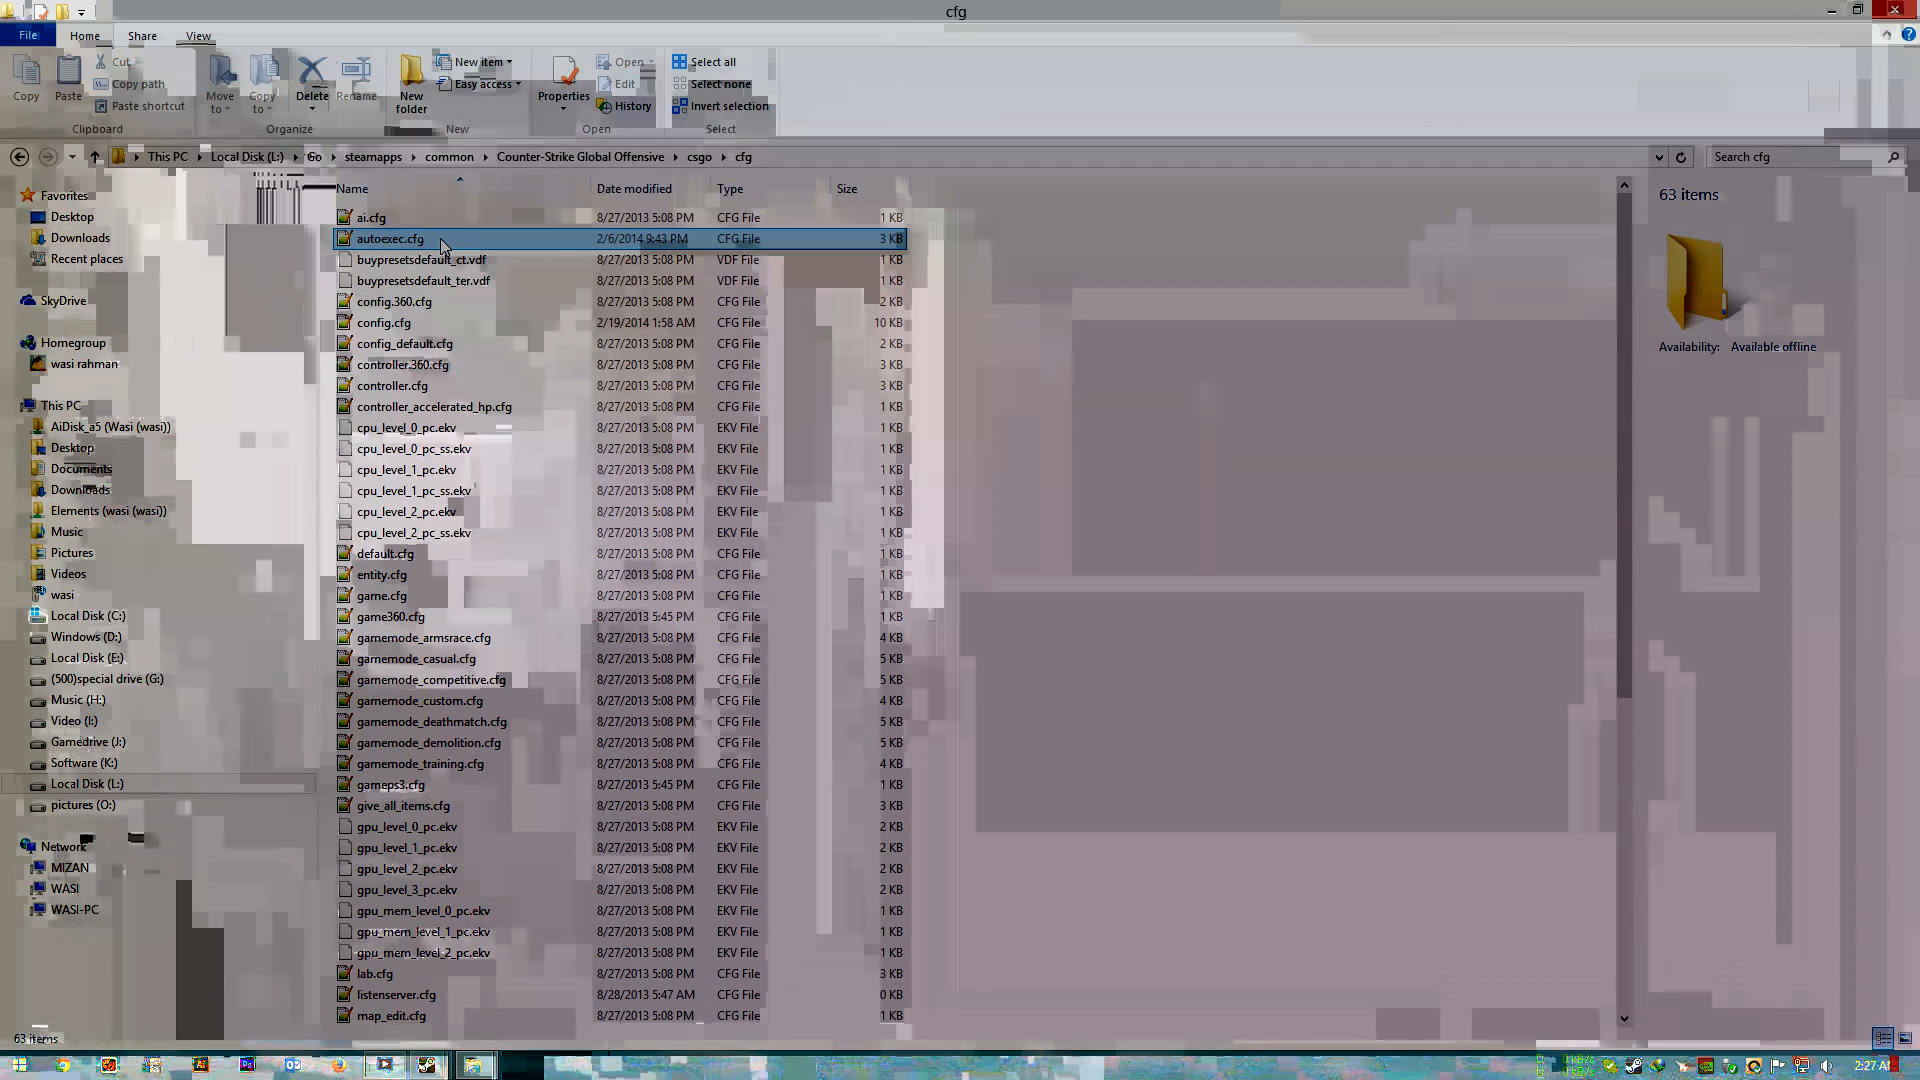 cfg
File Home Share View
Copy Paste Cut Copy path Paste shortcut
Move to Copy to Delete Rename
New folder New item Easy access
Properties Open Edit History
Select all Select none Invert selection
Clipboard Organize New Open Select
This PC Local Disk (L:) Go steamapps common Counter-Strike Global Offensive csgo cfg
Search cfg
Favorites
Desktop
Downloads
Recent places
SkyDrive
Homegroup
wasi rahman
This PC
AiDisk_a5 (Wasi (wasi))
Desktop
Documents
Downloads
Elements (wasi (wasi))
Music
Pictures
Videos
wasi
Local Disk (C:)
Windows (D:)
Local Disk (E:)
(500)special drive (G:)
Music (H:)
Video (I:)
Gamedrive (J:)
Software (K:)
Local Disk (L:)
pictures (O:)
Network
MIZAN
WASI
WASI-PC
Name Date modified Type Size
ai.cfg 8/27/2013 5:08 PM CFG File 1 KB
autoexec.cfg 2/6/2014 9:43 PM CFG File 3 KB
buypresetsdefault_ct.vdf 8/27/2013 5:08 PM VDF File 1 KB
buypresetsdefault_ter.vdf 8/27/2013 5:08 PM VDF File 1 KB
config.360.cfg 8/27/2013 5:08 PM CFG File 2 KB
config.cfg 2/19/2014 1:58 AM CFG File 10 KB
config_default.cfg 8/27/2013 5:08 PM CFG File 2 KB
controller.360.cfg 8/27/2013 5:08 PM CFG File 3 KB
controller.cfg 8/27/2013 5:08 PM CFG File 3 KB
controller_accelerated_hp.cfg 8/27/2013 5:08 PM CFG File 1 KB
cpu_level_0_pc.ekv 8/27/2013 5:08 PM EKV File 1 KB
cpu_level_0_pc_ss.ekv 8/27/2013 5:08 PM EKV File 1 KB
cpu_level_1_pc.ekv 8/27/2013 5:08 PM EKV File 1 KB
cpu_level_1_pc_ss.ekv 8/27/2013 5:08 PM EKV File 1 KB
cpu_level_2_pc.ekv 8/27/2013 5:08 PM EKV File 1 KB
cpu_level_2_pc_ss.ekv 8/27/2013 5:08 PM EKV File 1 KB
default.cfg 8/27/2013 5:08 PM CFG File 1 KB
entity.cfg 8/27/2013 5:08 PM CFG File 1 KB
game.cfg 8/27/2013 5:08 PM CFG File 1 KB
game360.cfg 8/27/2013 5:45 PM CFG File 1 KB
gamemode_armsrace.cfg 8/27/2013 5:08 PM CFG File 4 KB
gamemode_casual.cfg 8/27/2013 5:08 PM CFG File 5 KB
gamemode_competitive.cfg 8/27/2013 5:08 PM CFG File 5 KB
gamemode_custom.cfg 8/27/2013 5:08 PM CFG File 4 KB
gamemode_deathmatch.cfg 8/27/2013 5:08 PM CFG File 5 KB
gamemode_demolition.cfg 8/27/2013 5:08 PM CFG File 5 KB
gamemode_training.cfg 8/27/2013 5:08 PM CFG File 4 KB
gameps3.cfg 8/27/2013 5:45 PM CFG File 1 KB
give_all_items.cfg 8/27/2013 5:08 PM CFG File 3 KB
gpu_level_0_pc.ekv 8/27/2013 5:08 PM EKV File 2 KB
gpu_level_1_pc.ekv 8/27/2013 5:08 PM EKV File 2 KB
gpu_level_2_pc.ekv 8/27/2013 5:08 PM EKV File 2 KB
gpu_level_3_pc.ekv 8/27/2013 5:08 PM EKV File 2 KB
gpu_mem_level_0_pc.ekv 8/27/2013 5:08 PM EKV File 1 KB
gpu_mem_level_1_pc.ekv 8/27/2013 5:08 PM EKV File 1 KB
gpu_mem_level_2_pc.ekv 8/27/2013 5:08 PM EKV File 1 KB
lab.cfg 8/27/2013 5:08 PM CFG File 3 KB
listenserver.cfg 8/28/2013 5:47 AM CFG File 0 KB
map_edit.cfg 8/27/2013 5:08 PM CFG File 1 KB
63 items
Availability: Available offline
63 items
0 kB/s
0 kB/s
2:27 AM